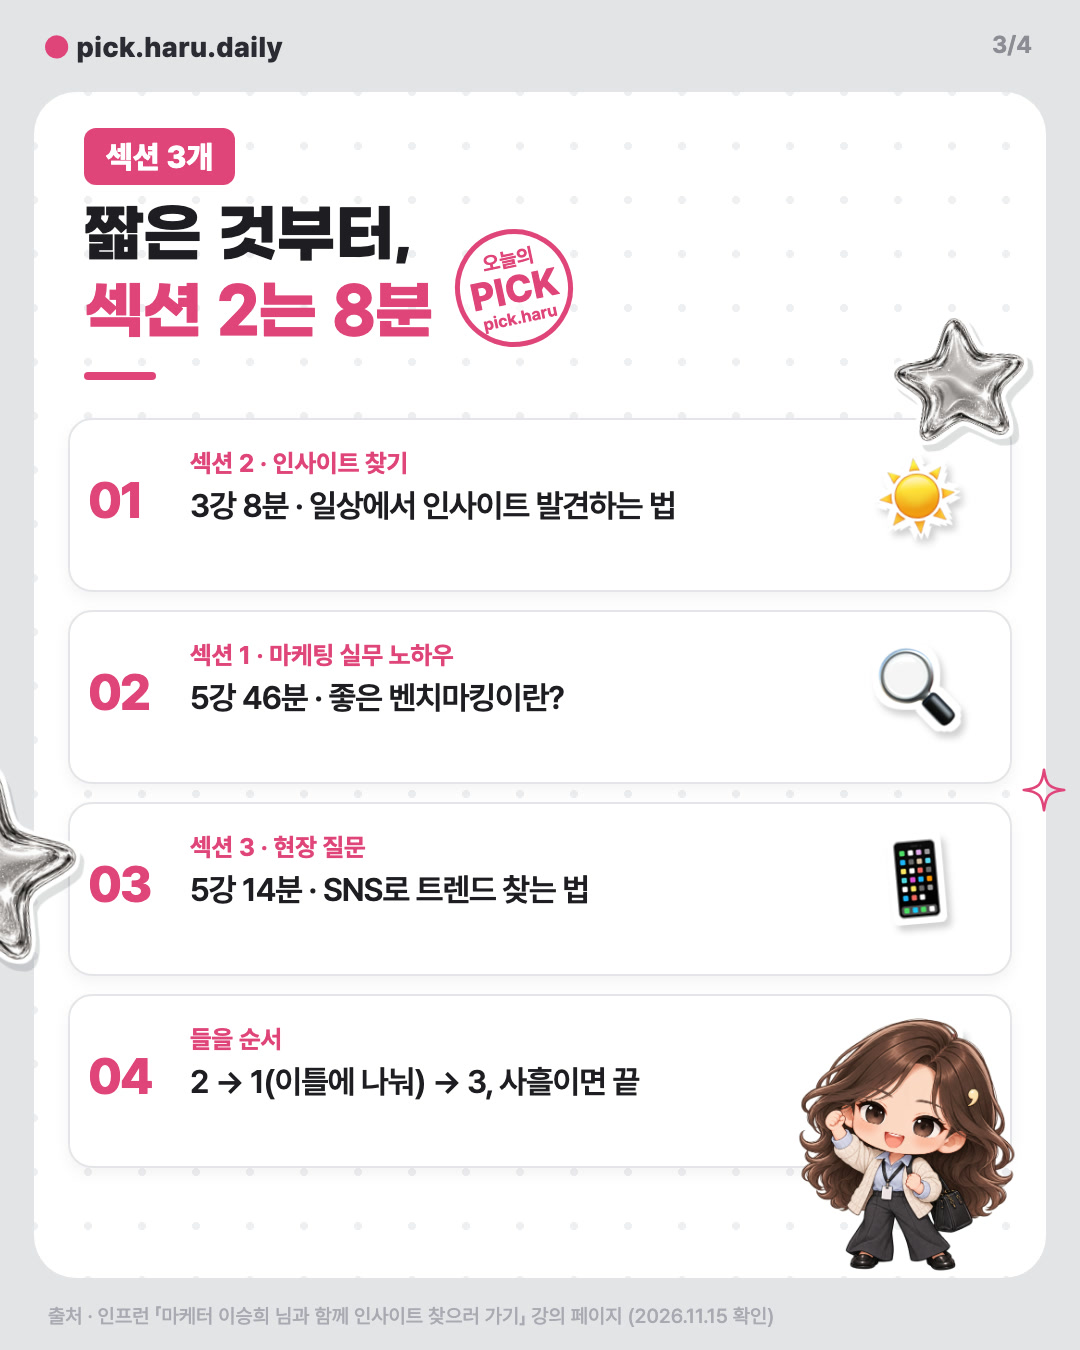 pick.haru.daily
3/4
섹션 3개
짧은 것부터,
섹션 2는 8분
오늘의
PICK
pick.haru
01
섹션 2 · 인사이트 찾기
3강 8분 · 일상에서 인사이트 발견하는 법
02
섹션 1 · 마케팅 실무 노하우
5강 46분 · 좋은 벤치마킹이란?
03
섹션 3 · 현장 질문
5강 14분 · SNS로 트렌드 찾는 법
04
들을 순서
2 → 1(이틀에 나눠) → 3, 사흘이면 끝
출처 · 인프런 「마케터 이승희 님과 함께 인사이트 찾으러 가기」 강의 페이지 (2026.11.15 확인)